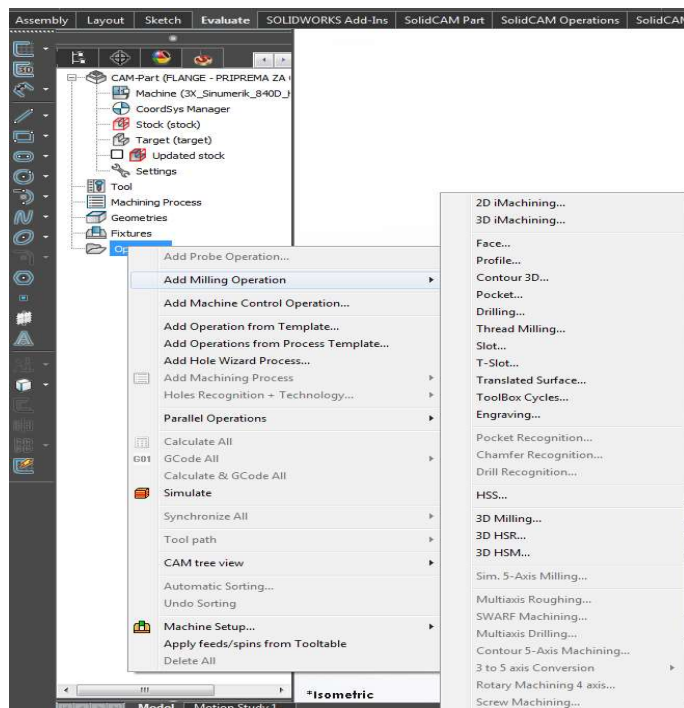 Assembly Layout Sketch Evaluate SOLIDWORKS Add-Ins SolidCAM Part SolidCAM Operations SolidCAM
CAM-Part (FLANGE - PRIPREMA ZA
Machine (3X_Sinumerik_840D_
CoordSys Manager
Stock (stock)
Target (target)
Updated stock
Settings
Tool
Machining Process
Geometries
Fixtures
Op
Add Probe Operation...
Add Milling Operation
Add Machine Control Operation...
Add Operation from Template...
Add Operations from Process Template...
Add Hole Wizard Process...
Add Machining Process
Holes Recognition + Technology...
Parallel Operations
Calculate All
G01 GCode All
Calculate & GCode All
Simulate
Synchronize All
Tool path
CAM tree view
Automatic Sorting...
Undo Sorting
Machine Setup...
Apply feeds/spins from Tooltable
Delete All
2D iMachining...
3D iMachining...
Face...
Profile...
Contour 3D...
Pocket...
Drilling...
Thread Milling...
Slot...
T-Slot...
Translated Surface...
ToolBox Cycles...
Engraving...
Pocket Recognition...
Chamfer Recognition...
Drill Recognition...
HSS...
3D Milling...
3D HSR...
3D HSM...
Sim. 5-Axis Milling...
Multiaxis Roughing...
SWARF Machining...
Multiaxis Drilling...
Contour 5-Axis Machining...
3 to 5 axis Conversion
Rotary Machining 4 axis...
Screw Machining...
*Isometric
Model Motion Study 1